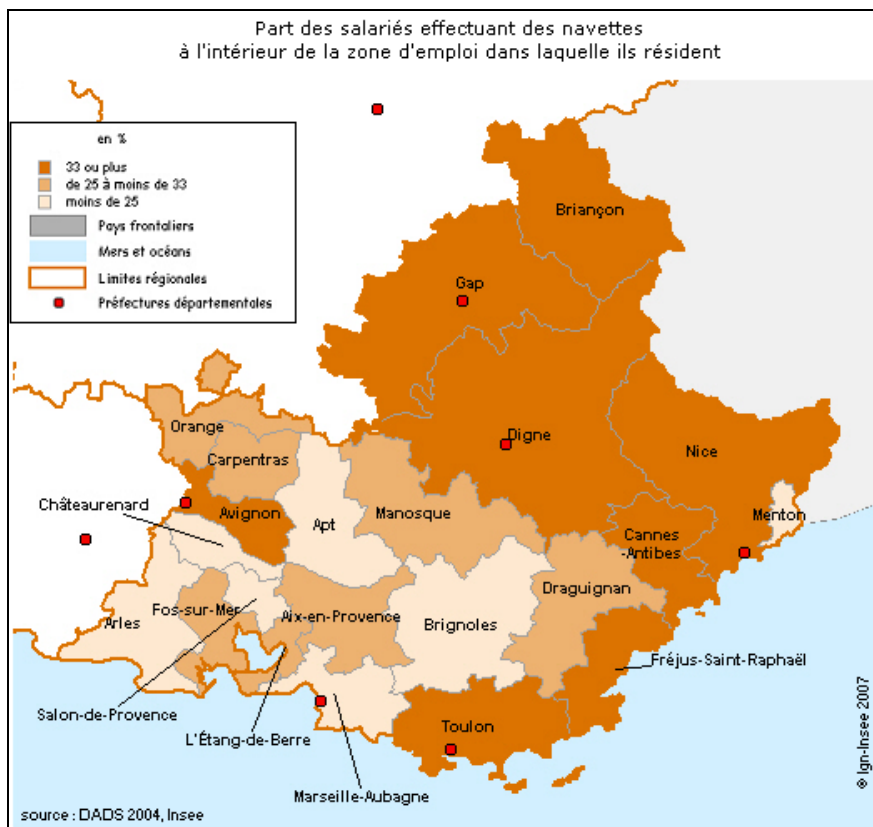 Part des salariés effectuant des navettes
à l'intérieur de la zone d'emploi dans laquelle ils résident
en %
33 ou plus
de 25 à moins de 33
moins de 25
Pays frontaliers
Mers et océans
Limites régionales
Préfectures départementales
Briançon
Gap
Digne
Nice
Orange
Carpentras
Châteaurenard
Avignon
Apt
Manosque
Menton
Cannes
-Antibes
Draguignan
Arles
Fos-sur-Mer
Aix-en-Provence
Brignoles
Fréjus-Saint-Raphaël
Salon-de-Provence
L'Étang-de-Berre
Toulon
Marseille-Aubagne
source : DADS 2004, Insee
© Ign-Insee 2007